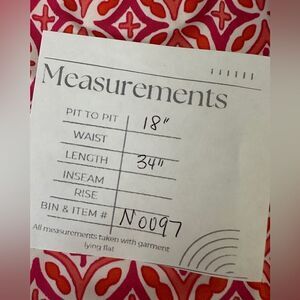 Measurements
PIT TO PIT 18"
WAIST
LENGTH 34"
INSEAM
RISE
BIN & ITEM # N0097
All measurements taken with garment
lying flat